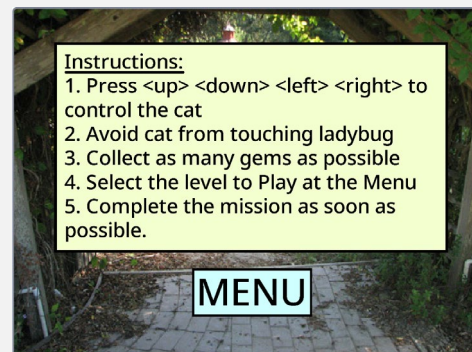 Instructions:
1. Press <up> <down> <left> <right> to
control the cat
2. Avoid cat from touching ladybug
3. Collect as many gems as possible
4. Select the level to Play at the Menu
5. Complete the mission as soon as
possible.
MENU